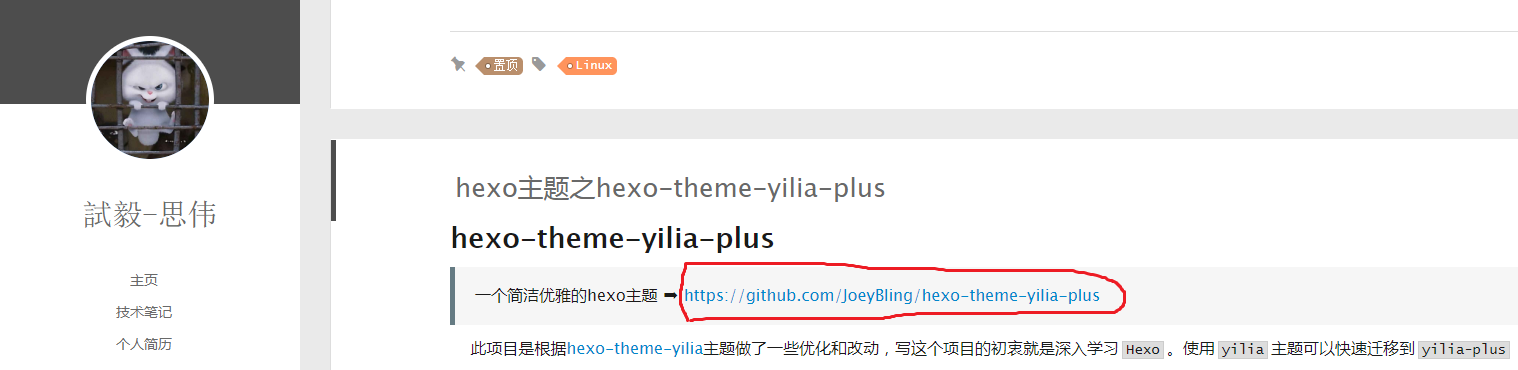 試毅-思伟
主页
技术笔记
个人简历
置顶 Linux
hexo主题之hexo-theme-yilia-plus
hexo-theme-yilia-plus
一个简洁优雅的hexo主题 ➡ https://github.com/JoeyBling/hexo-theme-yilia-plus
此项目是根据hexo-theme-yilia主题做了一些优化和改动，写这个项目的初衷就是深入学习 Hexo 。使用 yilia 主题可以快速迁移到 yilia-plus